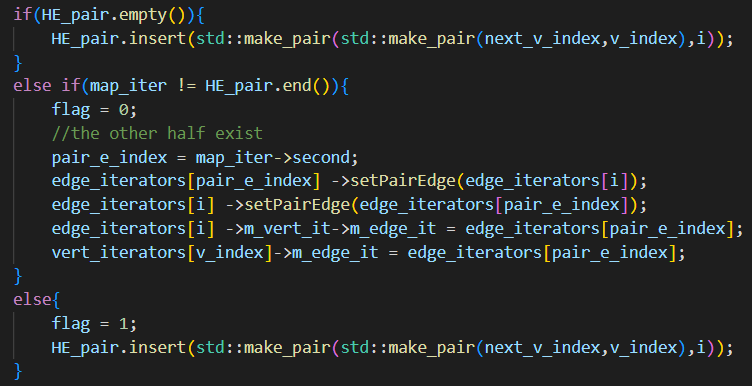 if(HE_pair.empty()){
    HE_pair.insert(std::make_pair(std::make_pair(next_v_index,v_index),i));
}
else if(map_iter != HE_pair.end()){
    flag = 0;
    //the other half exist
    pair_e_index = map_iter->second;
    edge_iterators[pair_e_index] ->setPairEdge(edge_iterators[i]);
    edge_iterators[i] ->setPairEdge(edge_iterators[pair_e_index]);
    edge_iterators[i] ->m_vert_it->m_edge_it = edge_iterators[pair_e_index];
    vert_iterators[v_index]->m_edge_it = edge_iterators[pair_e_index];
}
else{
    flag = 1;
    HE_pair.insert(std::make_pair(std::make_pair(next_v_index,v_index),i));
}